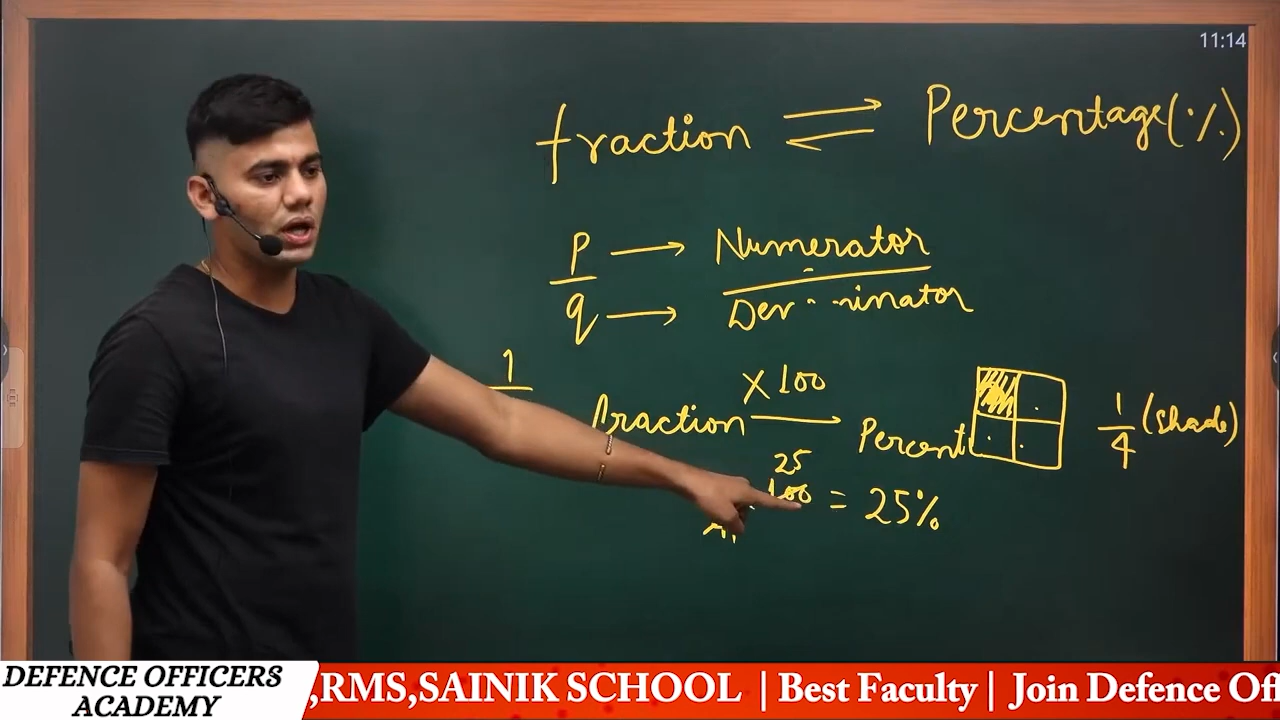 11:14
fraction ⇌ Percentage(%)
P → Numerator
q → Denominator
1
fraction ×100 → Percent
1/4 (Shade)
25
100 = 25%
DEFENCE OFFICERS
ACADEMY
,RMS,SAINIK SCHOOL | Best Faculty | Join Defence Off